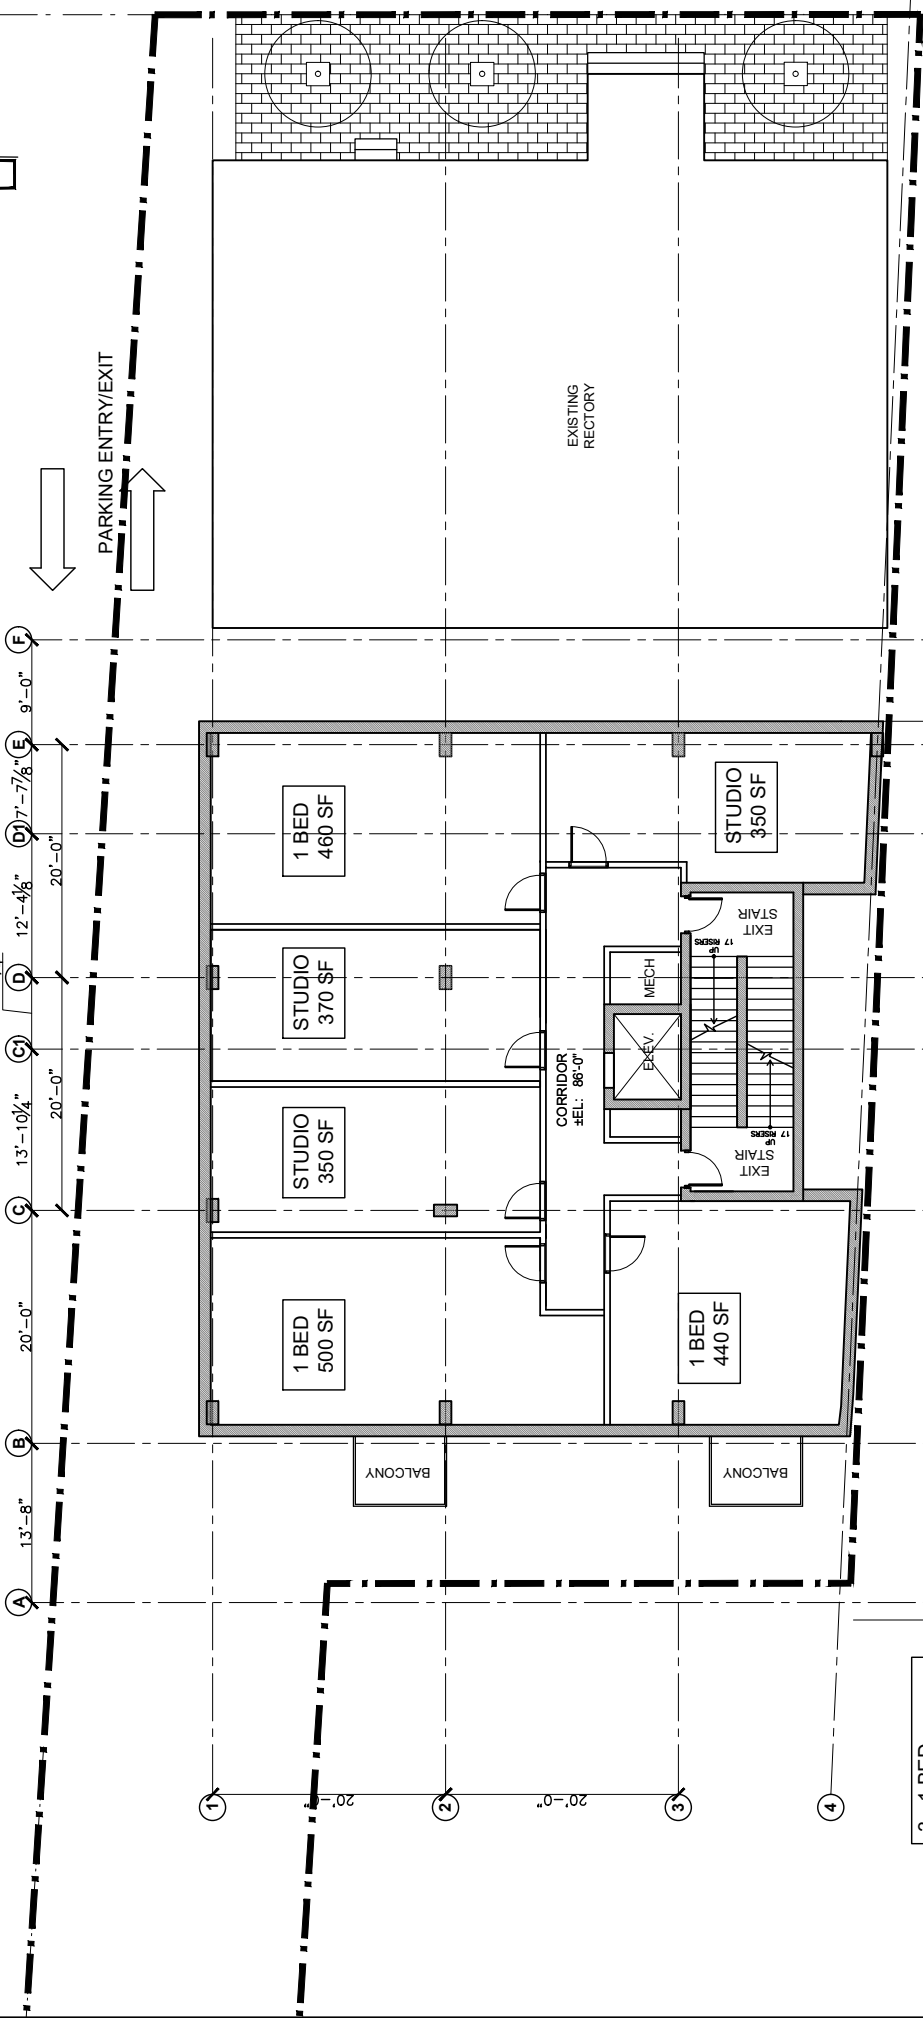 PARKING ENTRY/EXIT
EXISTING
RECTORY
F
9'-0"
E
7'-7⅞"
D1
12'-4⅛"
20'-0"
D
C1
13'-10¼"
20'-0"
C
20'-0"
B
13'-8"
A
1 BED
460 SF
STUDIO
370 SF
STUDIO
350 SF
1 BED
500 SF
STUDIO
350 SF
1 BED
440 SF
CORRIDOR
±EL: 86'-0"
MECH
ELEV.
EXIT
STAIR
UP
17 RISERS
EXIT
STAIR
UP
17 RISERS
BALCONY
BALCONY
1
20'-0"
2
20'-0"
3
4